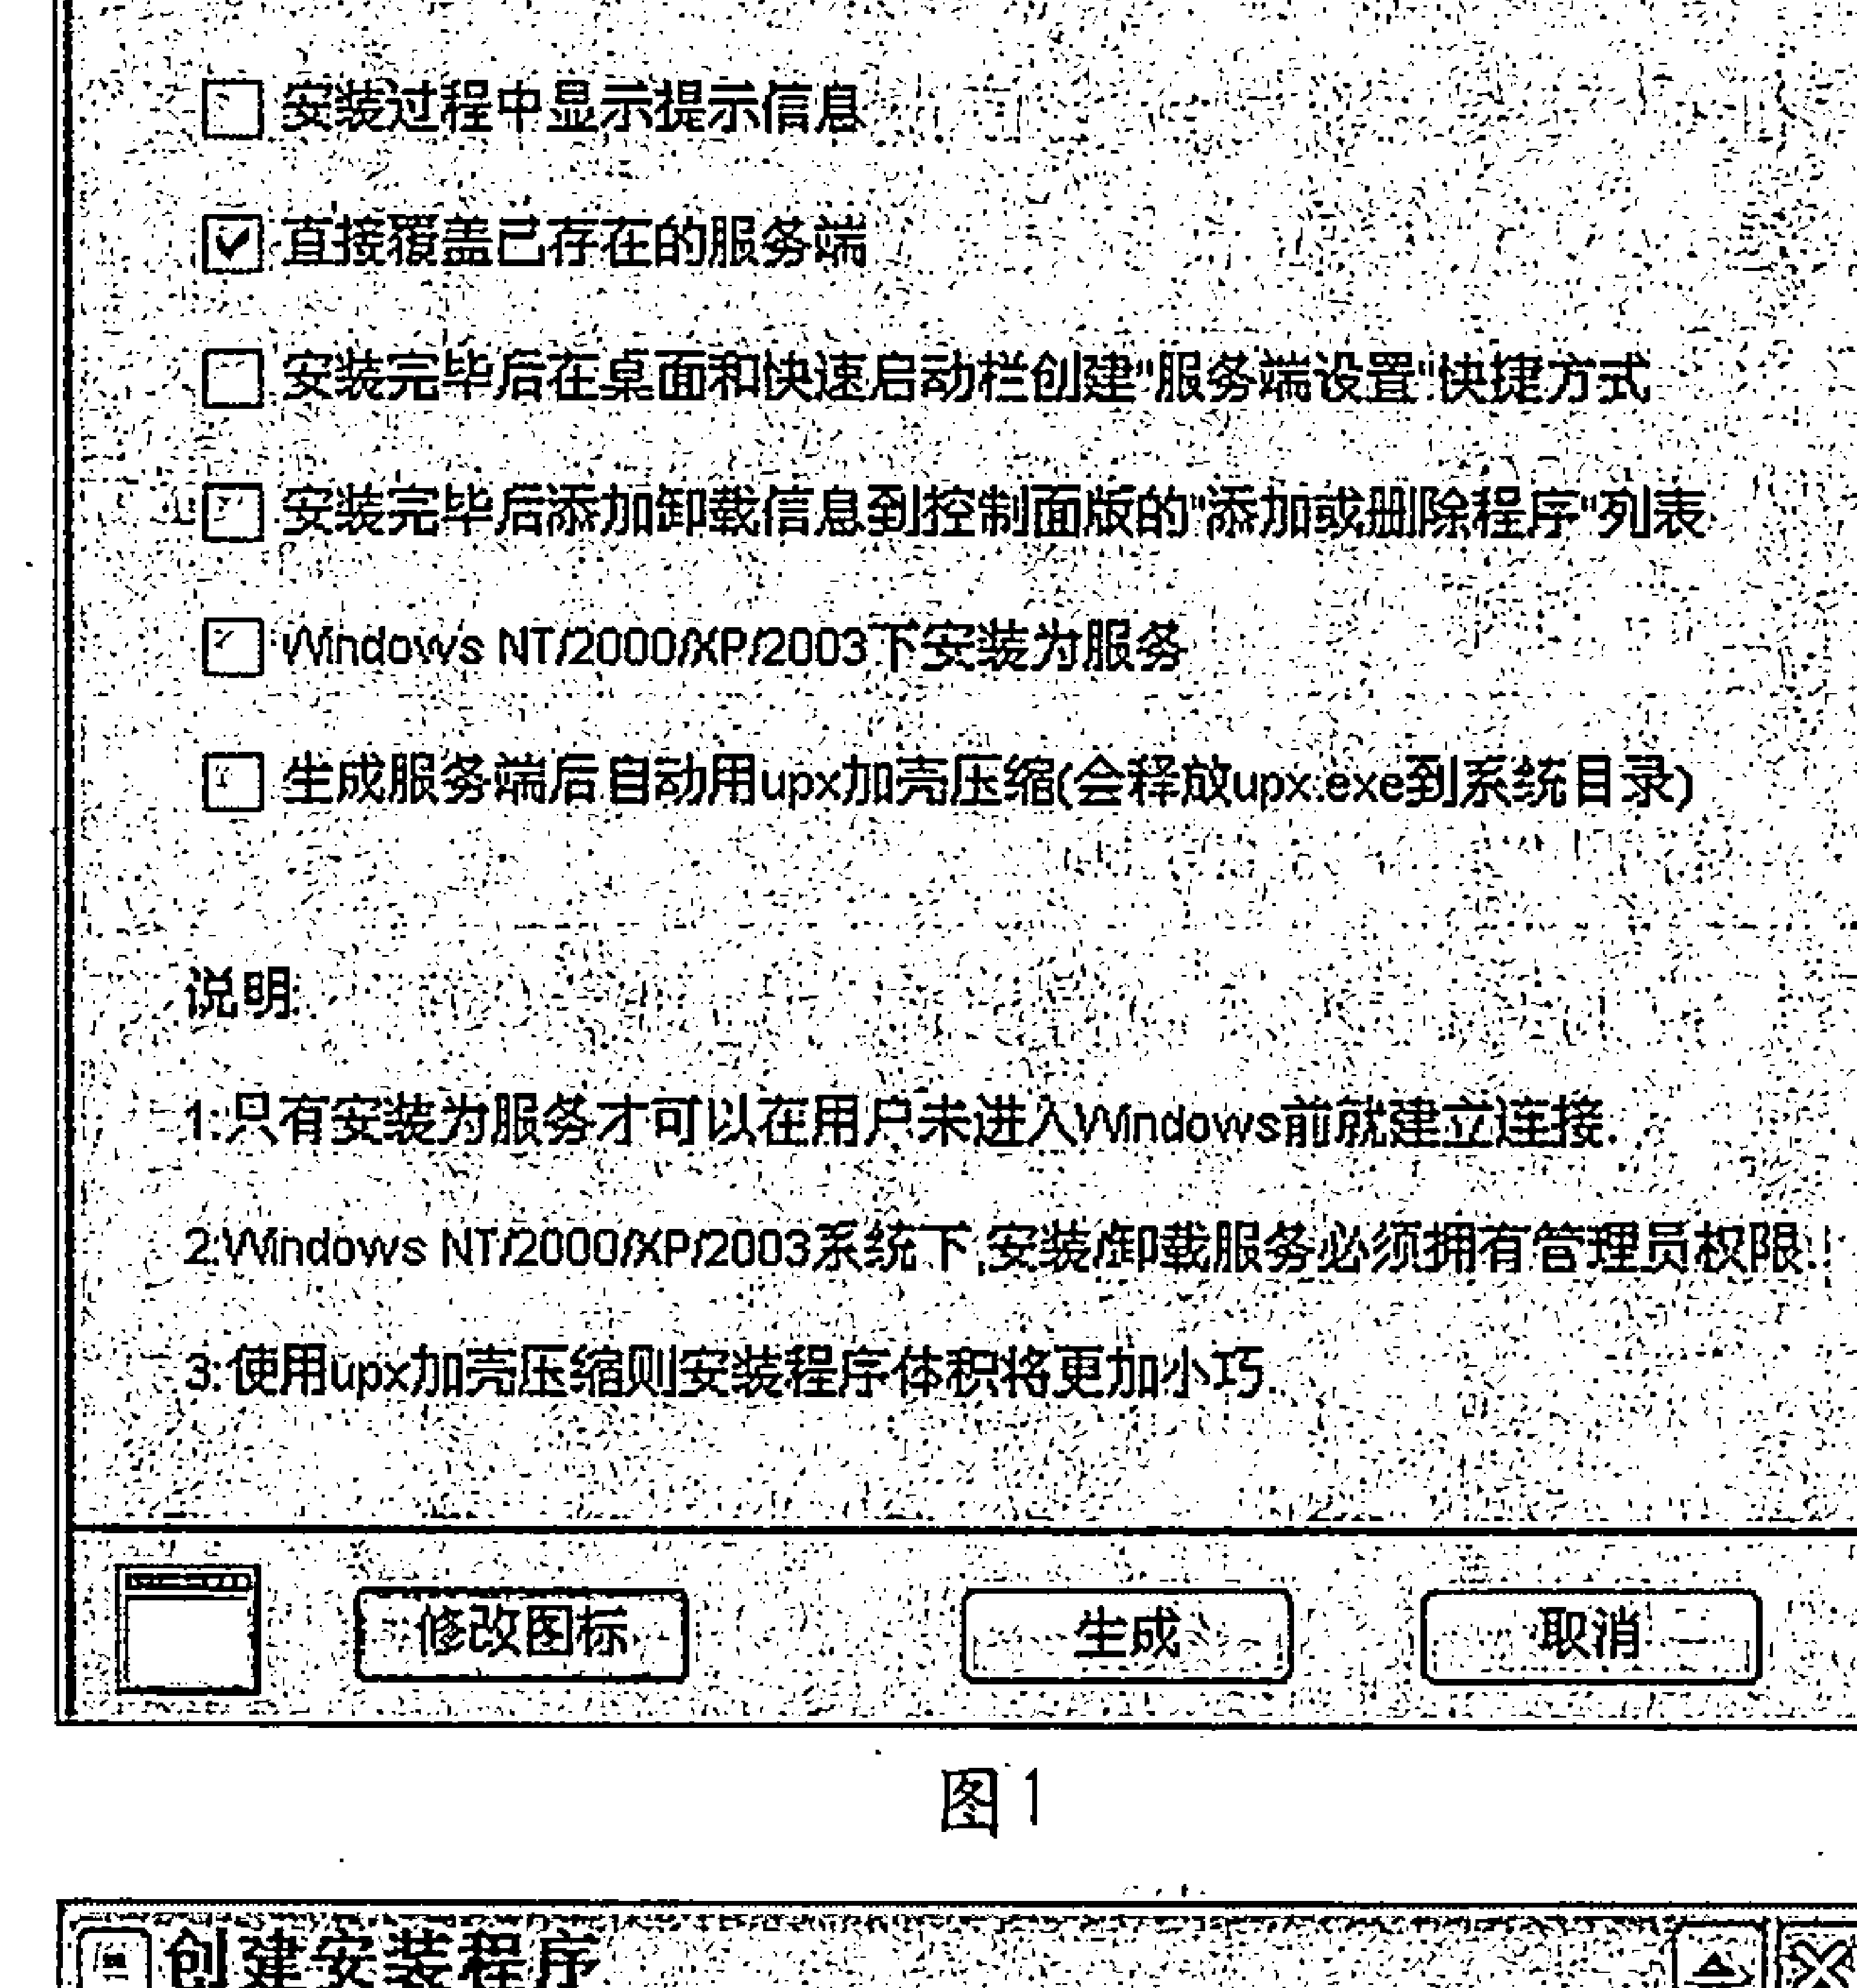 安装过程中显示提示信息
直接覆盖已存在的服务端
安装完毕后在桌面和快速启动栏创建"服务端设置"快捷方式
安装完毕后添加卸载信息到控制面版的"添加或删除程序"列表
Windows NT/2000/XP/2003下安装为服务
生成服务端后自动用upx加壳压缩(会释放upx.exe到系统目录)
说明:
1:只有安装为服务才可以在用户未进入Windows前就建立连接.
2:Windows NT/2000/XP/2003系统下,安装/卸载服务必须拥有管理员权限.
3:使用upx加壳压缩则安装程序体积将更加小巧.
修改图标 生成 取消
图1
创建安装程序